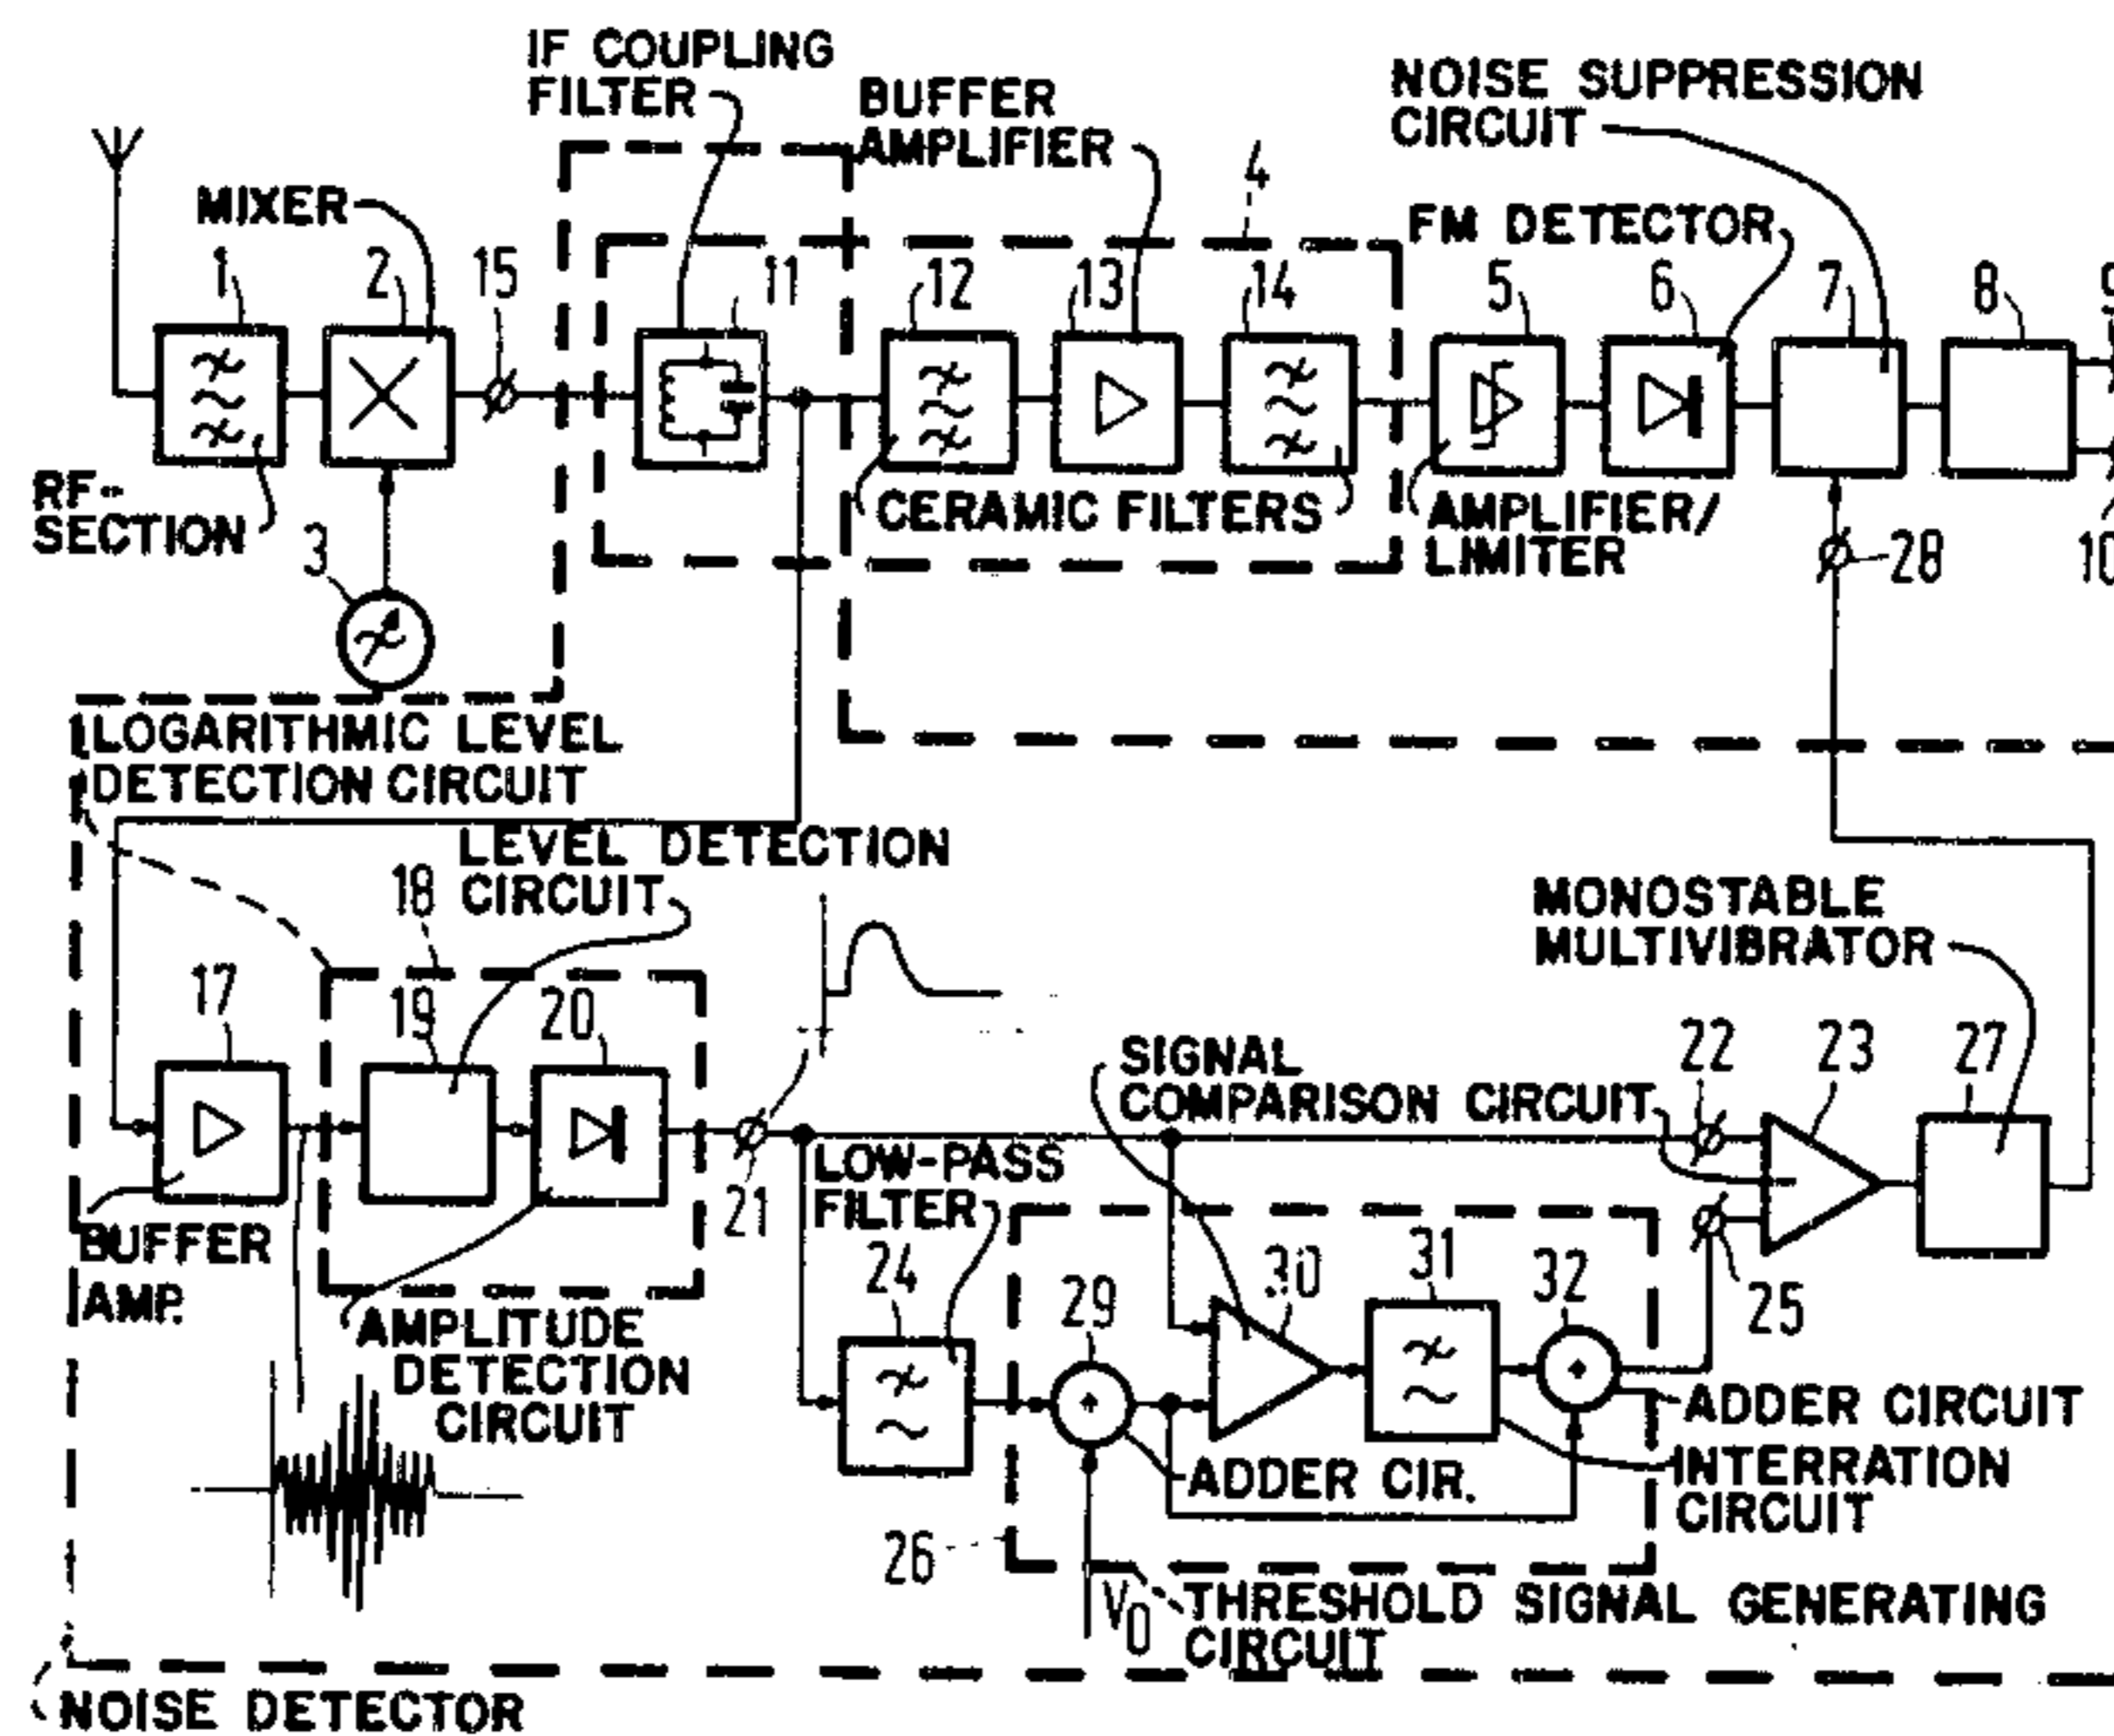 IF COUPLING
FILTER
BUFFER
AMPLIFIER
NOISE SUPPRESSION
CIRCUIT
4
MIXER
FM DETECTOR
1
2
15
11
12
13
14
5
6
7
8
9
RF-
SECTION
CERAMIC FILTERS
AMPLIFIER/
LIMITER
3
28
10
LOGARITHMIC LEVEL
DETECTION CIRCUIT
LEVEL DETECTION
CIRCUIT
18
MONOSTABLE
MULTIVIBRATOR
17
19
20
SIGNAL
COMPARISON CIRCUIT
22
23
27
LOW-PASS
FILTER
21
BUFFER
AMP.
24
29
30
31
32
25
AMPLITUDE
DETECTION
CIRCUIT
ADDER CIRCUIT
ADDER CIR.
INTERRATION
CIRCUIT
26
V0
THRESHOLD SIGNAL GENERATING
CIRCUIT
NOISE DETECTOR